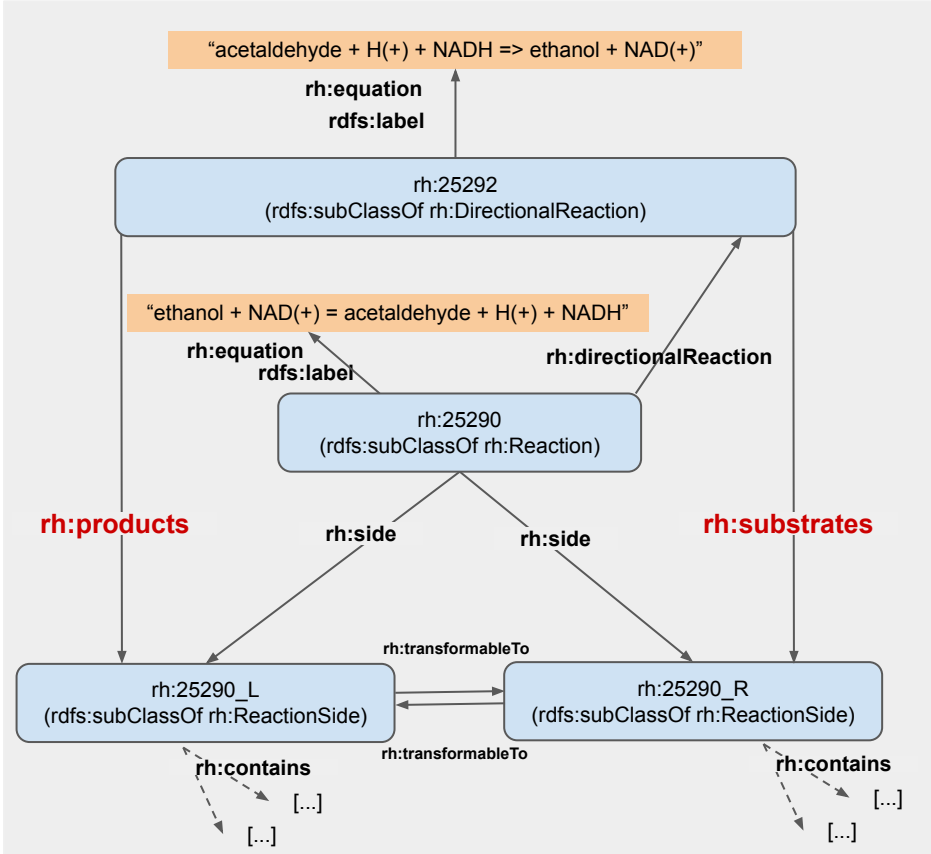 “acetaldehyde + H(+) + NADH => ethanol + NAD(+)”
rh:equation
rdfs:label
rh:25292
(rdfs:subClassOf rh:DirectionalReaction)
“ethanol + NAD(+) = acetaldehyde + H(+) + NADH”
rh:equation
rdfs:label
rh:directionalReaction
rh:25290
(rdfs:subClassOf rh:Reaction)
rh:products
rh:side
rh:side
rh:substrates
rh:transformableTo
rh:25290_L
(rdfs:subClassOf rh:ReactionSide)
rh:25290_R
(rdfs:subClassOf rh:ReactionSide)
rh:transformableTo
rh:contains
[...]
[...]
rh:contains
[...]
[...]